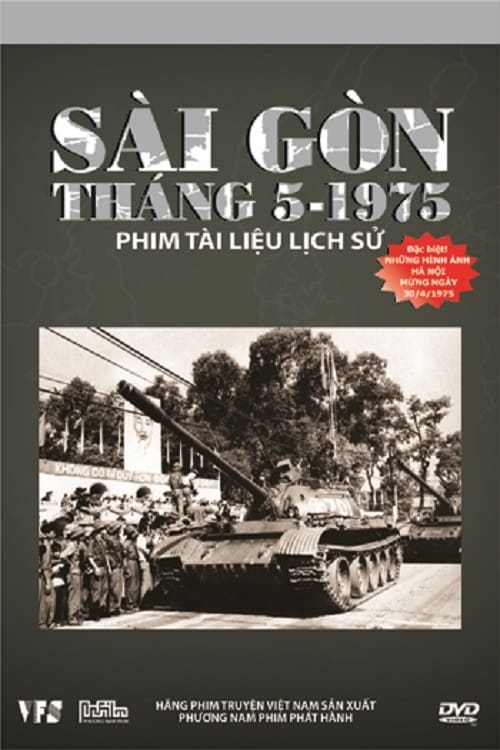 SÀI GÒN
THÁNG 5-1975
PHIM TÀI LIỆU LỊCH SỬ
Đặc biệt!
NHỮNG HÌNH ẢNH
HÀ NỘI
MỪNG NGÀY
30/4/1975
KHÔNG CÓ GÌ QUÝ HƠN ĐỘC
VFS
HÃNG PHIM TRUYỆN VIỆT NAM SẢN XUẤT
PHƯƠNG NAM PHIM PHÁT HÀNH
DVD